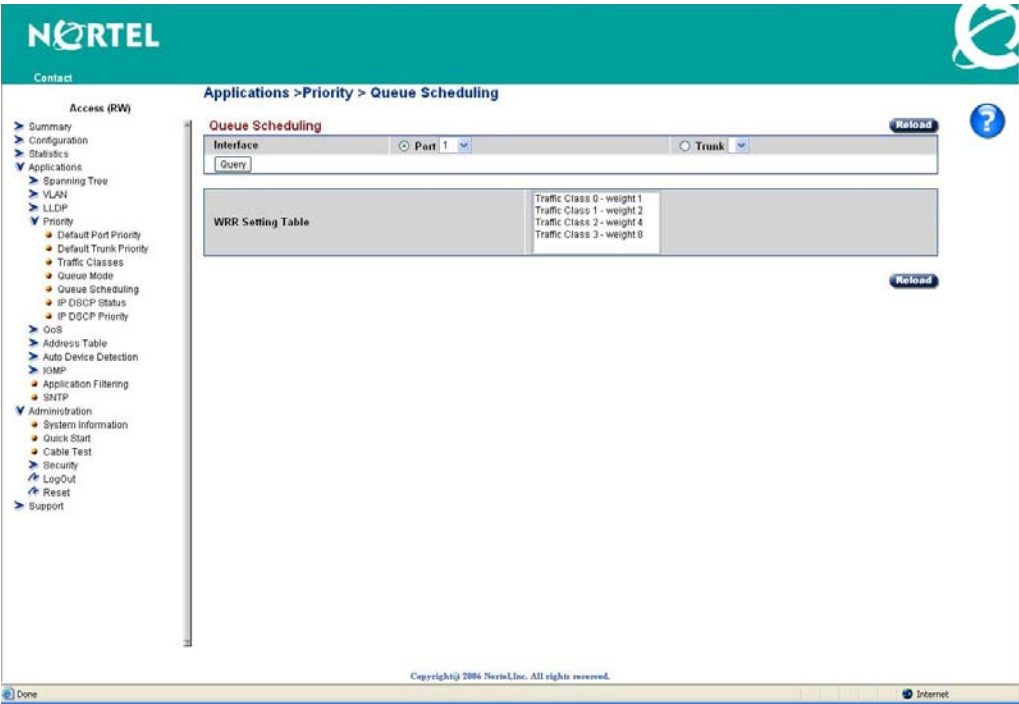 NORTEL
Contact
Access (RW)
Summary
Configuration
Statistics
Applications
Spanning Tree
VLAN
LLDP
Priority
Default Port Priority
Default Trunk Priority
Traffic Classes
Queue Mode
Queue Scheduling
IP DSCP Status
IP DSCP Priority
QoS
Address Table
Auto Device Detection
IGMP
Application Filtering
SNTP
Administration
System Information
Quick Start
Cable Test
Security
LogOut
Reset
Support
Applications >Priority > Queue Scheduling
Queue Scheduling
Reload
?
Interface Port 1 Trunk
Query
WRR Setting Table
Traffic Class 0 - weight 1
Traffic Class 1 - weight 2
Traffic Class 2 - weight 4
Traffic Class 3 - weight 8
Reload
Copyright@ 2006 Nortel,Inc. All rights reserved.
Done
Internet